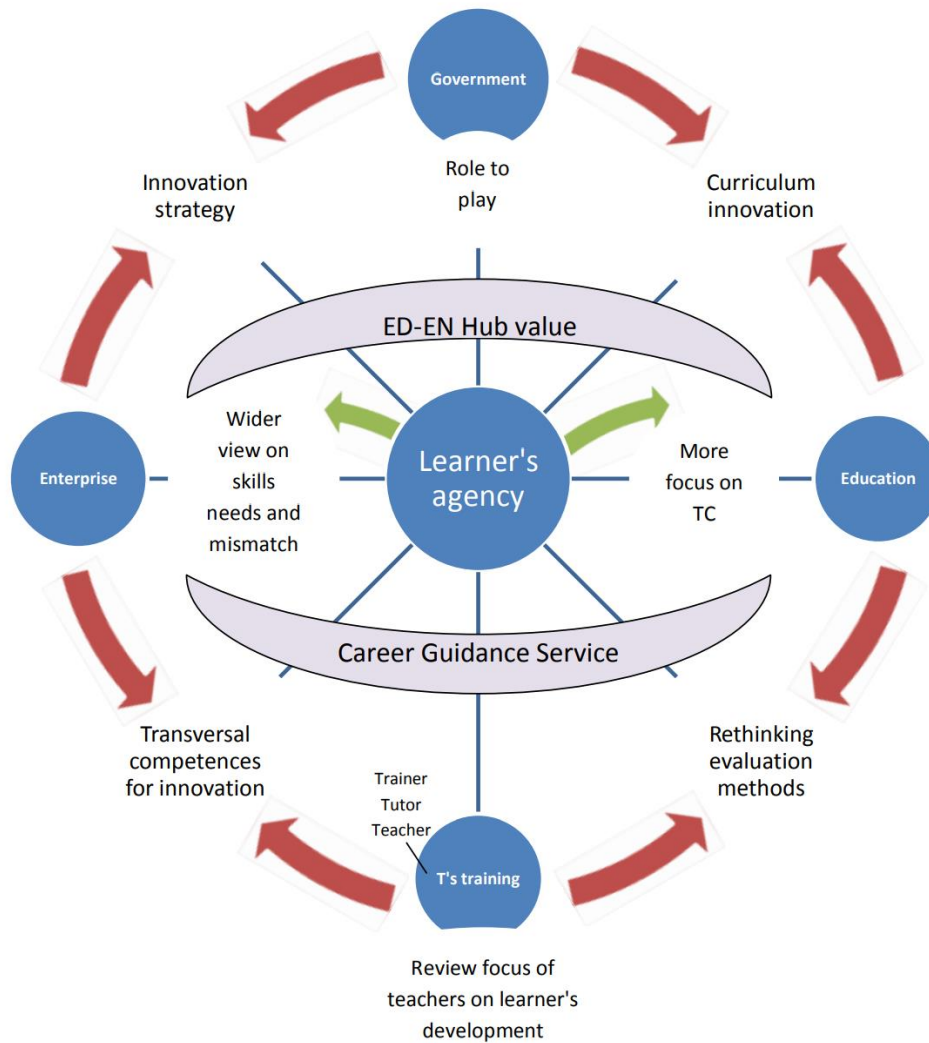 Government
Role to
play
Innovation
strategy
Curriculum
innovation
ED-EN Hub value
Wider
view on
skills
needs and
mismatch
Enterprise
Learner's
agency
More
focus on
TC
Education
Career Guidance Service
Transversal
competences
for innovation
Rethinking
evaluation
methods
Trainer
Tutor
Teacher
T's training
Review focus of
teachers on learner's
development